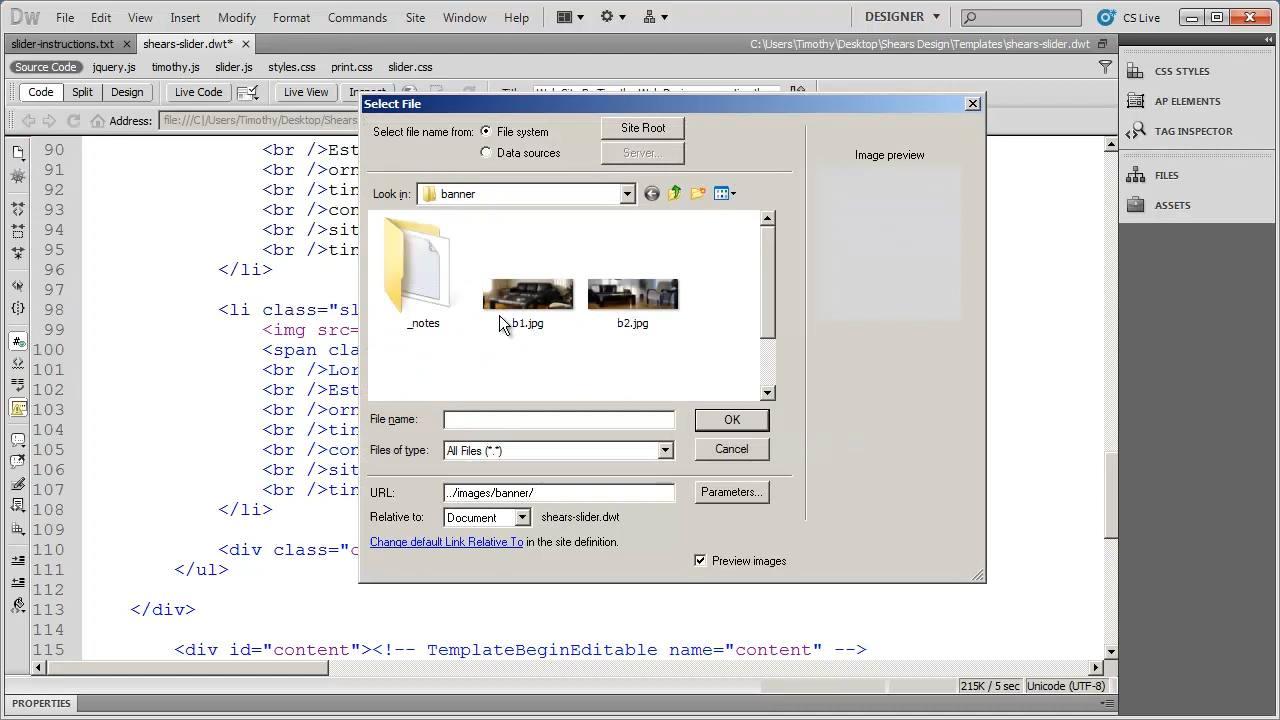 Dw File Edit View Insert Modify Format Commands Site Window Help DESIGNER CS Live
slider-instructions.txt shears-slider.dwt* C:\Users\Timothy\Desktop\Shears Design\Templates\shears-slider.dwt
Source Code jquery.js timothy.js slider.js styles.css print.css slider.css
Code Split Design Live Code Live View Inspect
Address: file:///C|/Users/Timothy/Desktop/Shears
Select File
Select file name from: File system Site Root
Data sources Server...
Look in: banner
_notes b1.jpg b2.jpg
File name: OK
Files of type: All Files (*.*) Cancel
URL: ../images/banner/ Parameters...
Relative to: Document shears-slider.dwt
Change default Link Relative To in the site definition.
Preview images
Image preview
90 <br />Est
91 <br />orn
92 <br />tin
93 <br />con
94 <br />sit
95 <br />tin
96 </li>
97
98 <li class="sl
99 <img src=
100 <span cla
101 <br />Lor
102 <br />Est
103 <br />orn
104 <br />tin
105 <br />con
106 <br />sit
107 <br />tin
108 </li>
109
110 <div class="c
111 </ul>
112
113 </div>
114
115 <div id="content"><!-- TemplateBeginEditable name="content" -->
215K / 5 sec Unicode (UTF-8)
PROPERTIES
CSS STYLES
AP ELEMENTS
TAG INSPECTOR
FILES
ASSETS